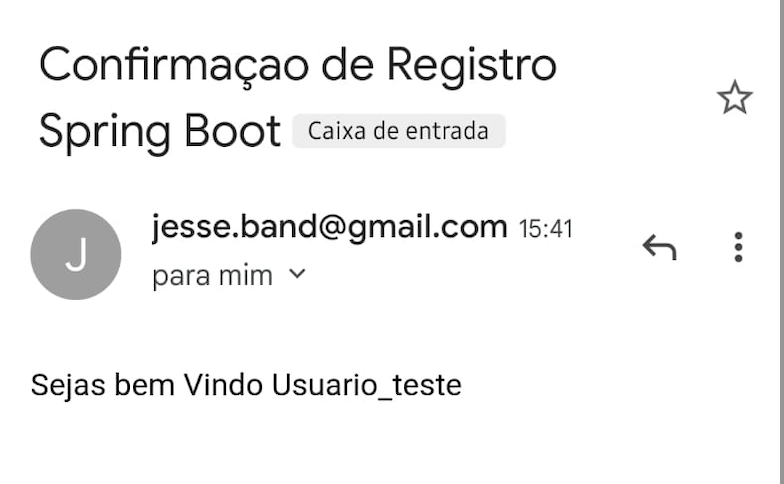 Confirmaçao de Registro
Spring Boot Caixa de entrada
J
jesse.band@gmail.com 15:41
para mim
Sejas bem Vindo Usuario_teste